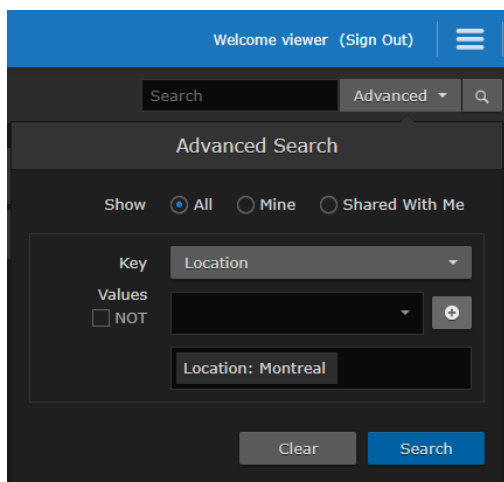 Welcome viewer (Sign Out)
Search Advanced
Advanced Search
Show All Mine Shared With Me
Key Location
Values
NOT
Location: Montreal
Clear Search